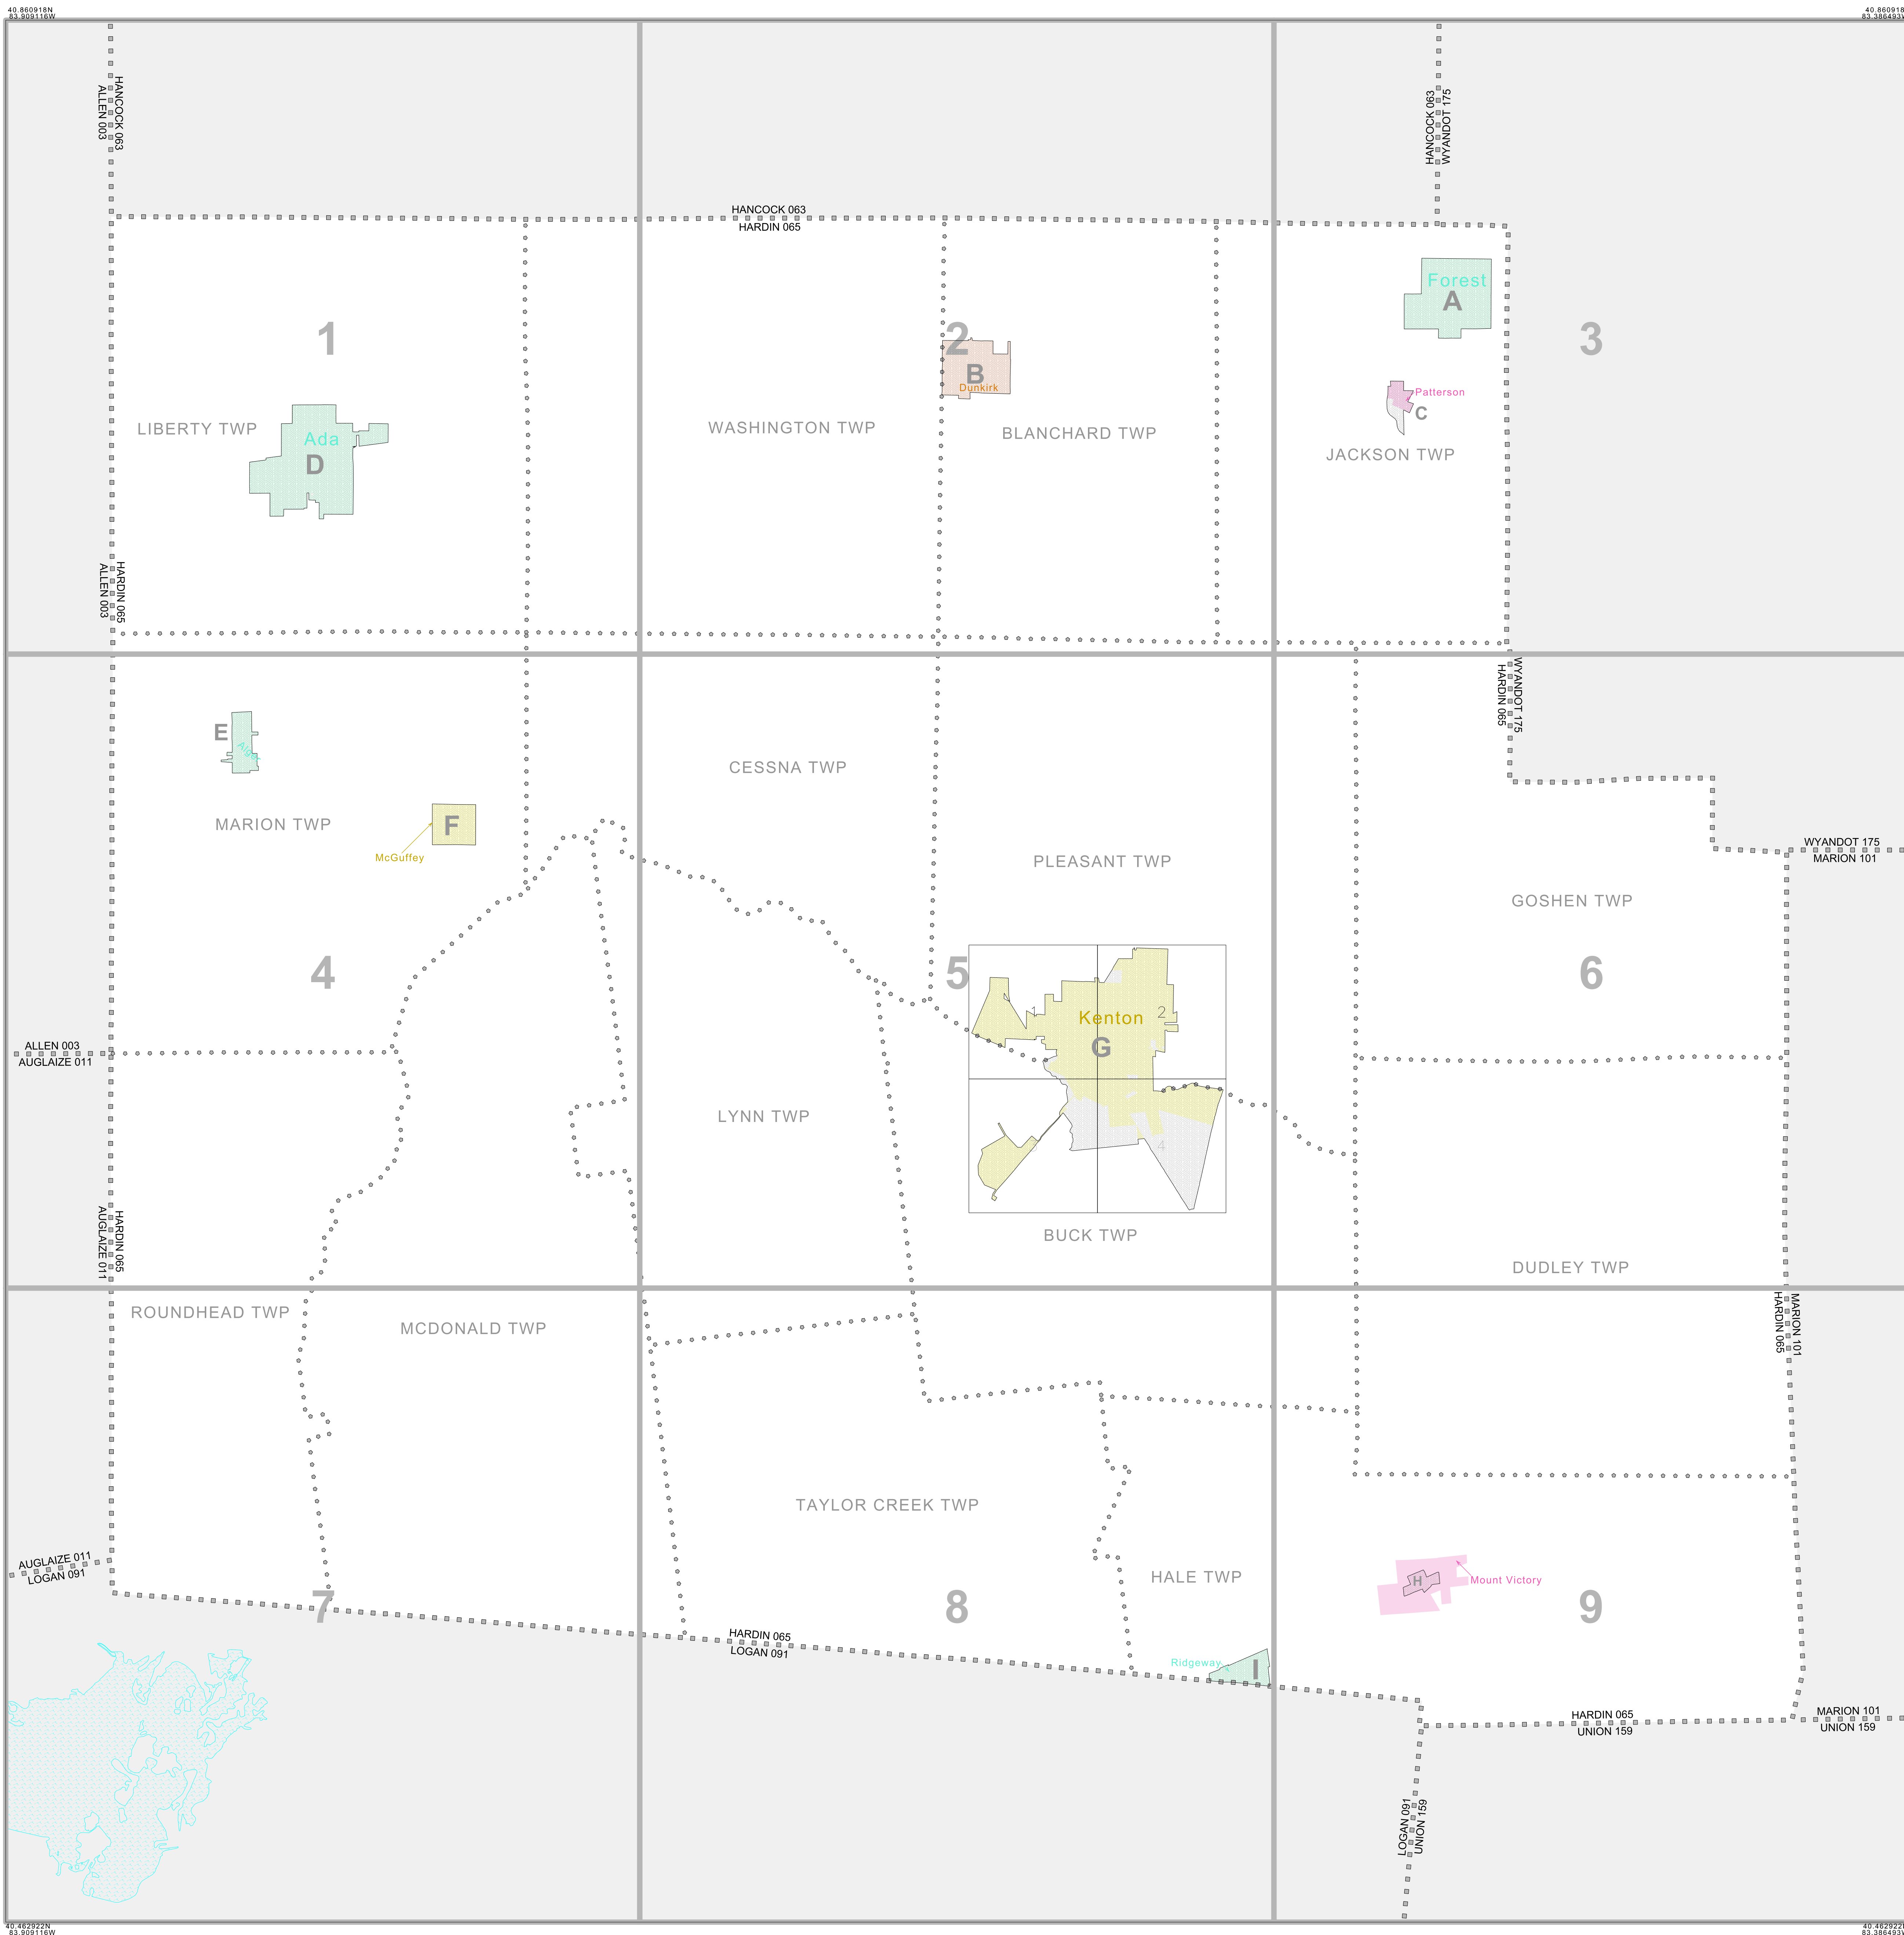 40.860918N
83.909116W
40.860918
83.386493W
HANCOCK 063
ALLEN 003
HANCOCK 063
WYANDOT 175
HANCOCK 063
HARDIN 065
Forest
A
1
2
3
B
Dunkirk
Patterson
C
LIBERTY TWP
Ada
D
WASHINGTON TWP
BLANCHARD TWP
JACKSON TWP
HARDIN 065
ALLEN 003
WYANDOT 175
HARDIN 065
E
Alger
CESSNA TWP
MARION TWP
F
McGuffey
PLEASANT TWP
WYANDOT 175
MARION 101
GOSHEN TWP
4
5
6
1
2
Kenton
G
ALLEN 003
AUGLAIZE 011
LYNN TWP
3
4
HARDIN 065
AUGLAIZE 011
BUCK TWP
DUDLEY TWP
ROUNDHEAD TWP
MCDONALD TWP
MARION 101
HARDIN 065
TAYLOR CREEK TWP
AUGLAIZE 011
LOGAN 091
HALE TWP
H
Mount Victory
7
8
9
HARDIN 065
LOGAN 091
Ridgeway
I
HARDIN 065
UNION 159
MARION 101
UNION 159
LOGAN 091
UNION 159
40.462922N
83.909116W
40.462922N
83.386493W